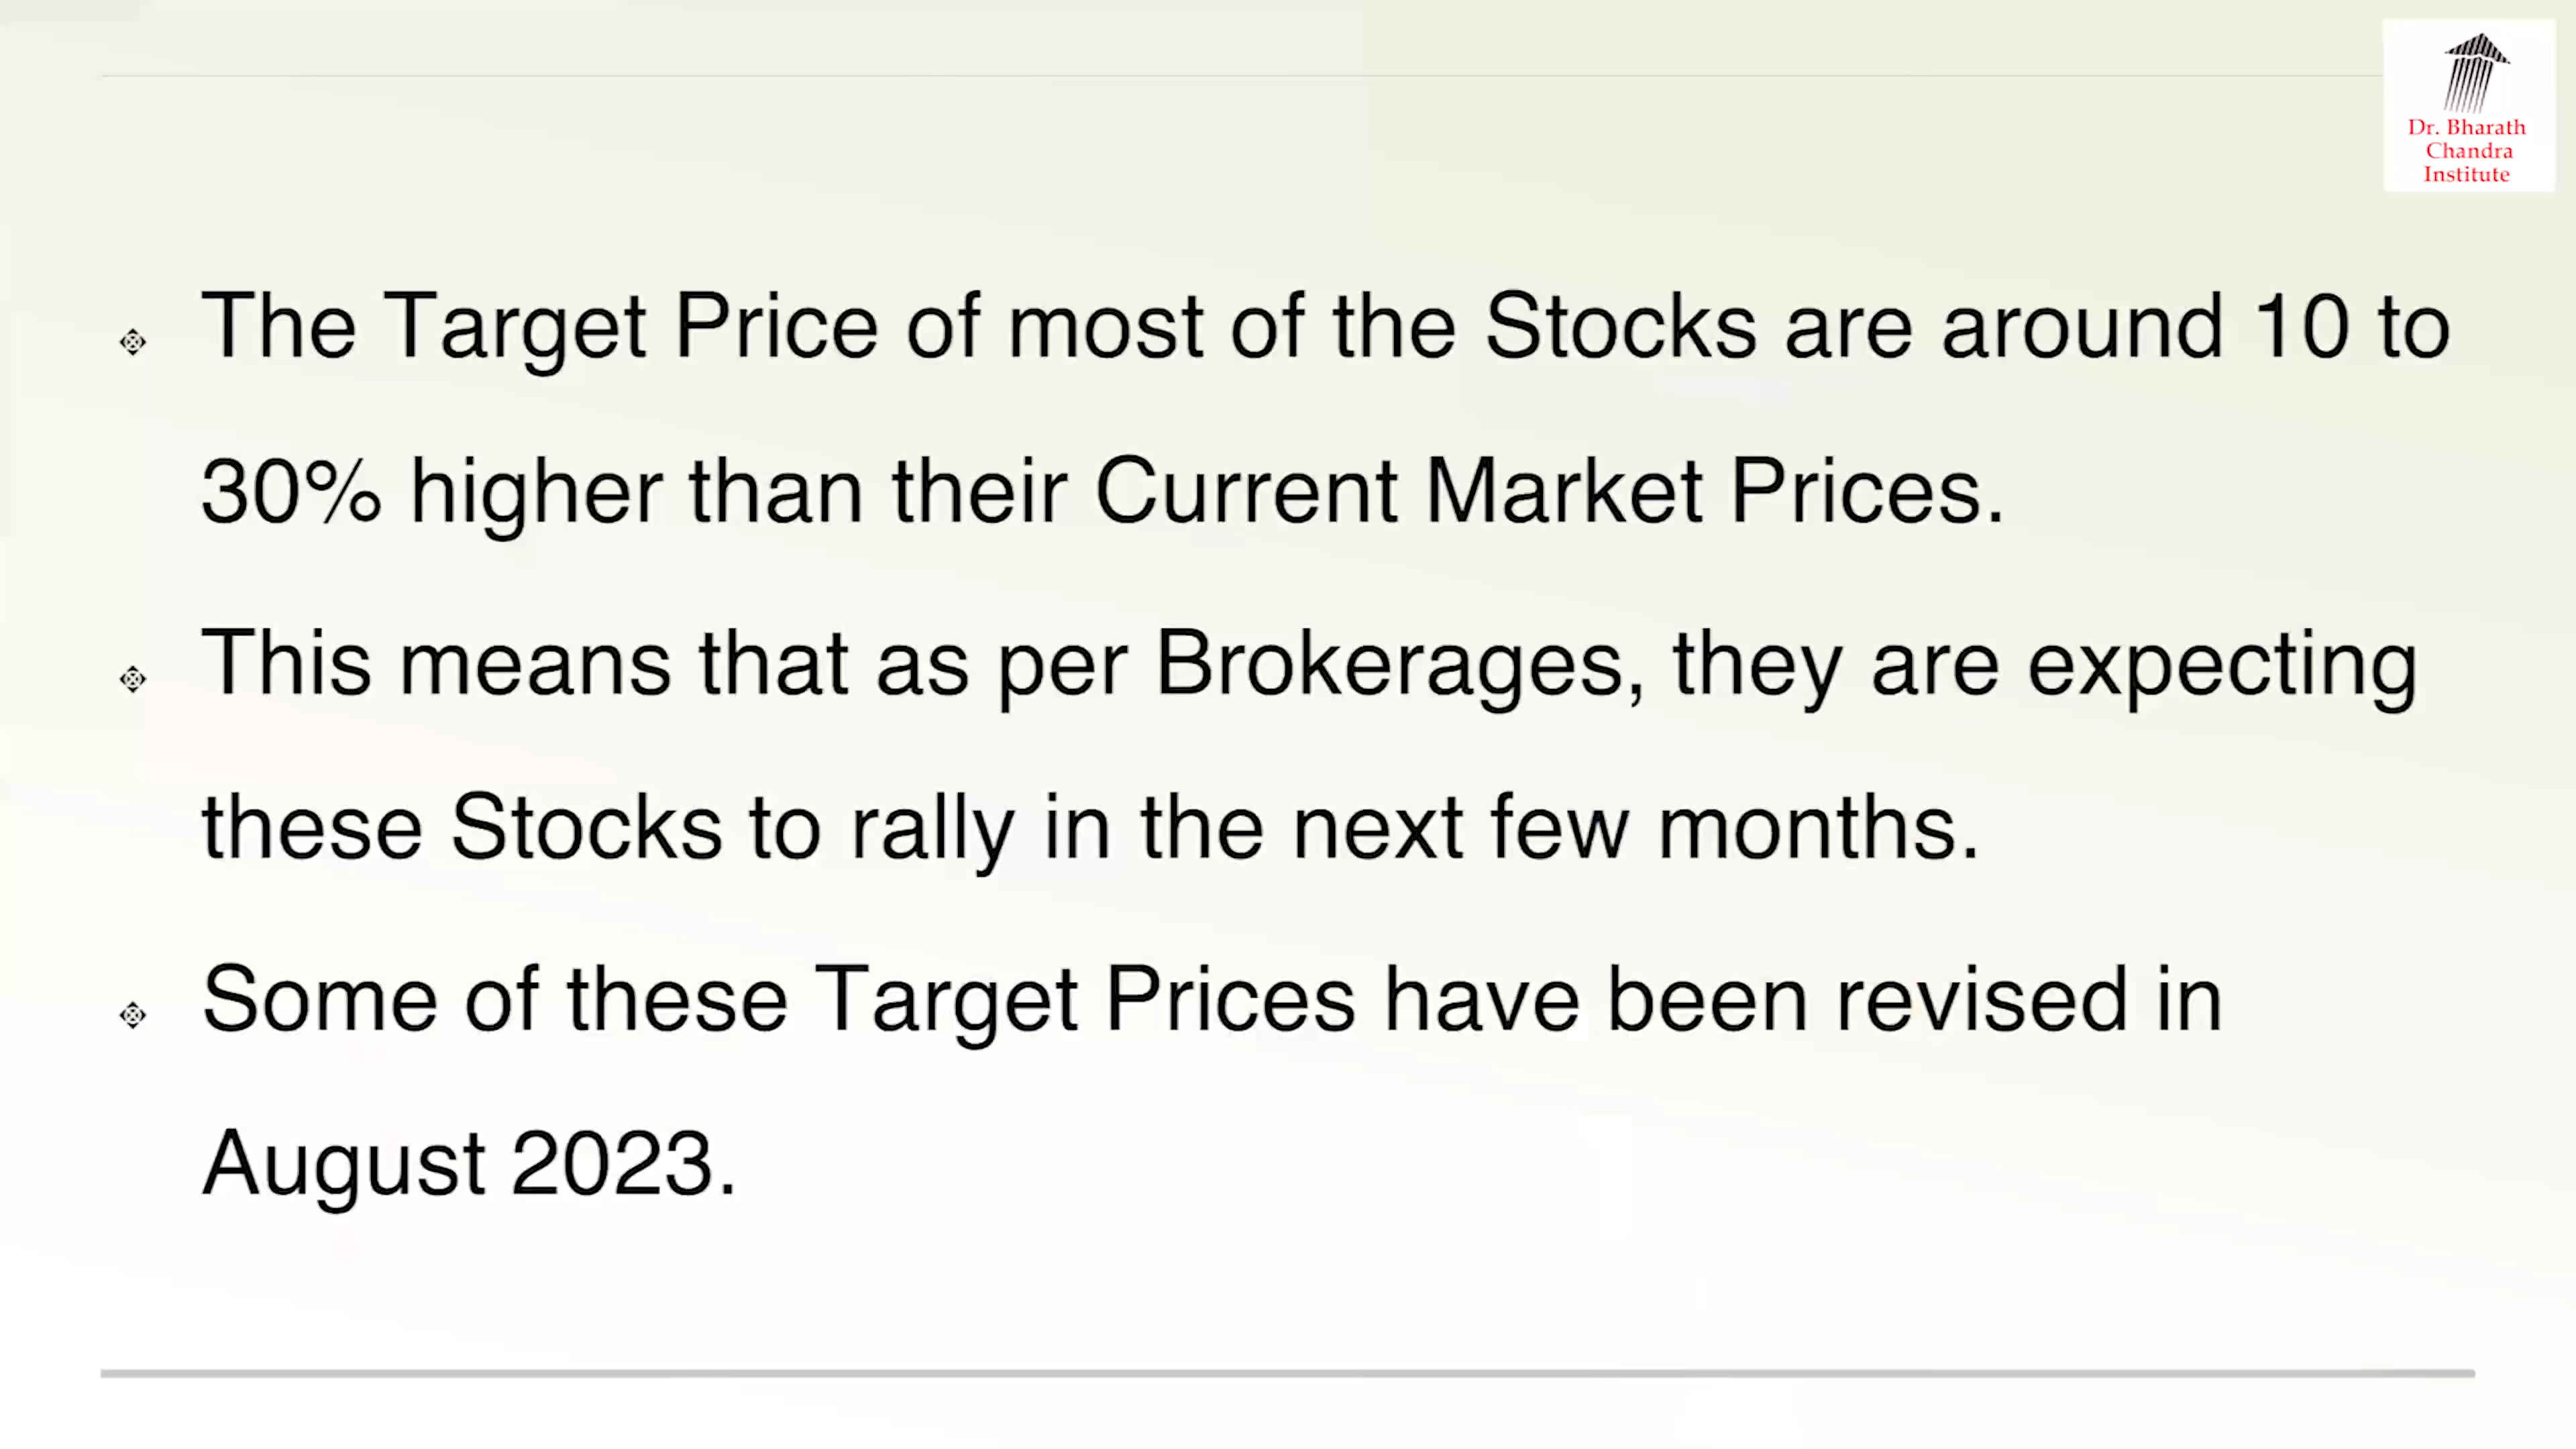 Dr. Bharath
Chandra
Institute
The Target Price of most of the Stocks are around 10 to
30% higher than their Current Market Prices.
This means that as per Brokerages, they are expecting
these Stocks to rally in the next few months.
Some of these Target Prices have been revised in
August 2023.